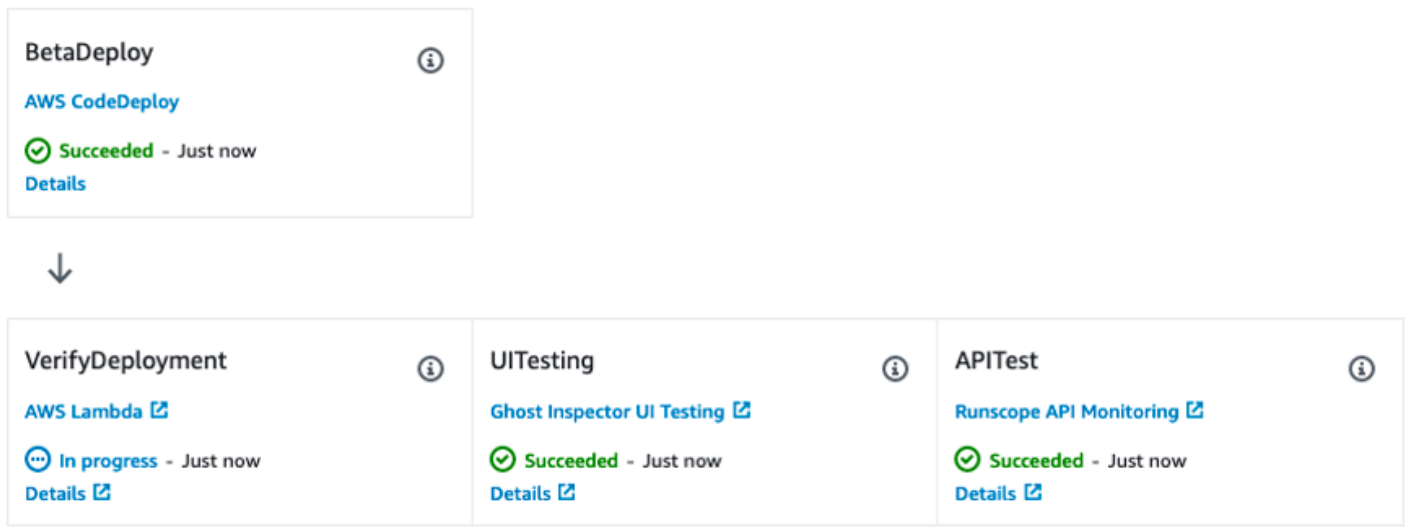 BetaDeploy
AWS CodeDeploy
Succeeded - Just now
Details
VerifyDeployment
AWS Lambda
In progress - Just now
Details
UITesting
Ghost Inspector UI Testing
Succeeded - Just now
Details
APITest
Runscope API Monitoring
Succeeded - Just now
Details